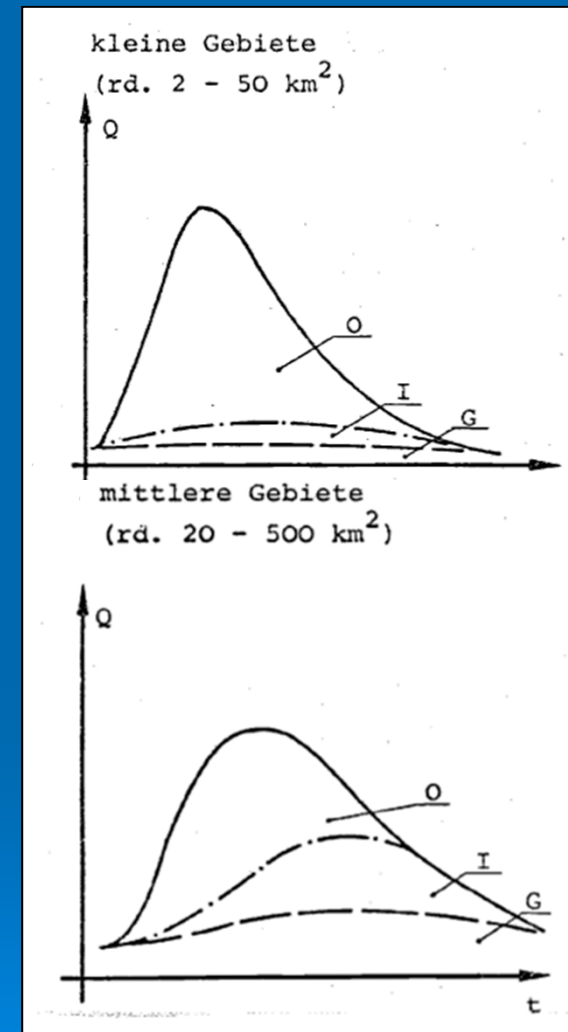 kleine Gebiete
(rd. 2 - 50 km²)
Q
O
I
G
mittlere Gebiete
(rd. 20 - 500 km²)
Q
O
I
G
t